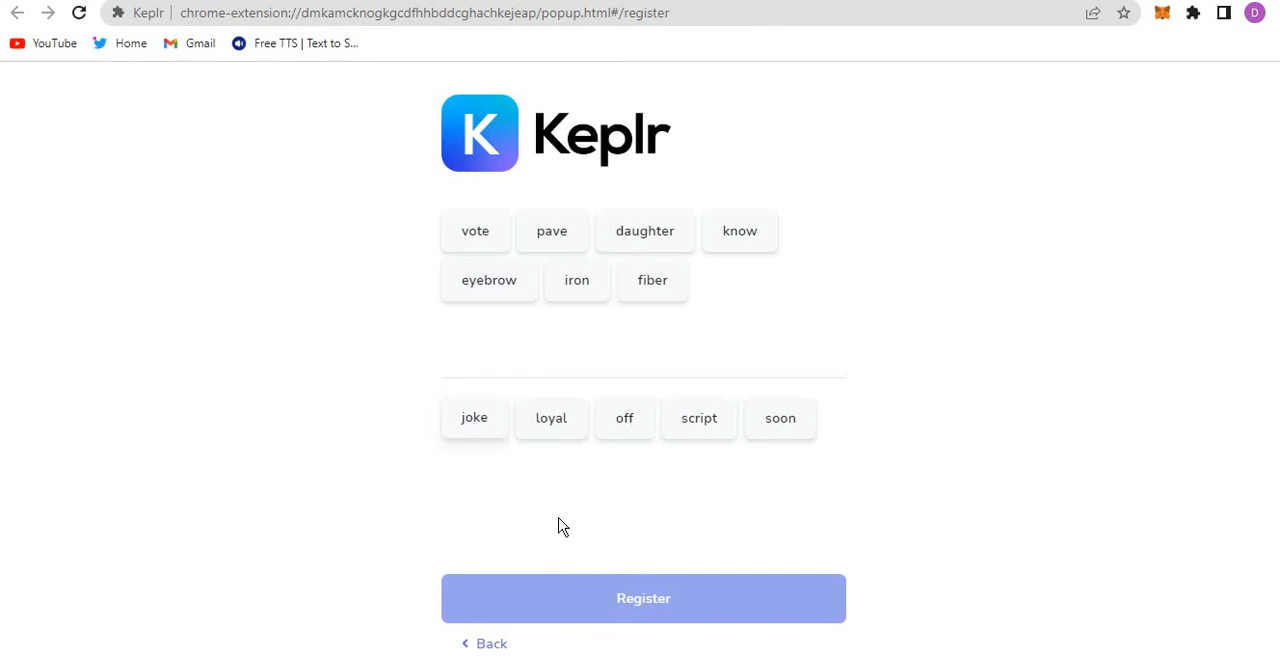 Keplr chrome-extension://dmkamcknogkgcdfhhbddcghachkejeap/popup.html#/register D
YouTube Home Gmail Free TTS | Text to S...
K Keplr
vote pave daughter know
eyebrow iron fiber
joke loyal off script soon
Register
Back